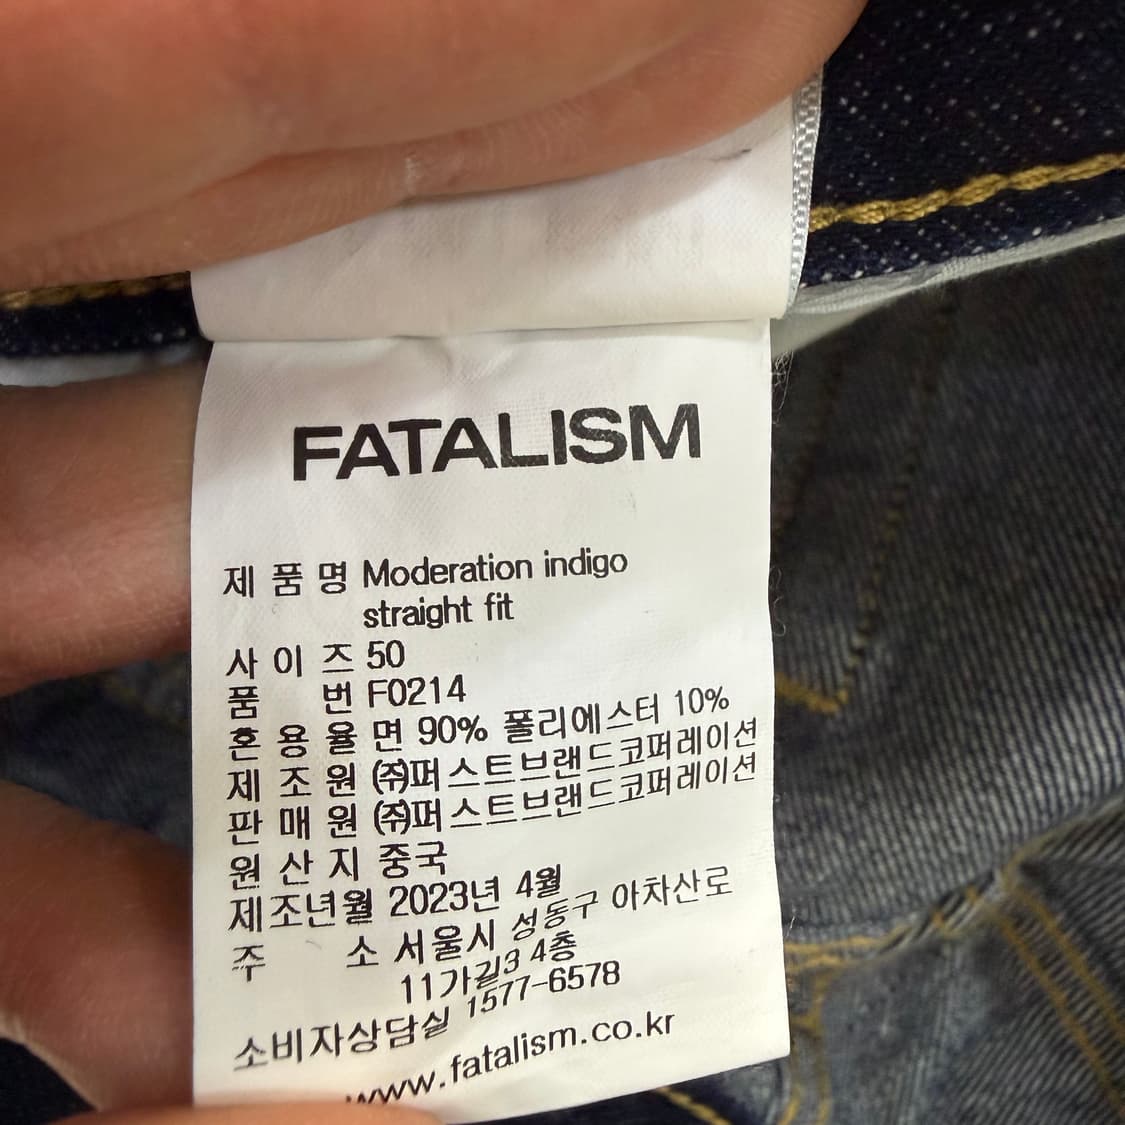 FATALISM
제 품 명 Moderation indigo
straight fit
사 이 즈 50
품 번 F0214
혼 용 율 면 90% 폴리에스터 10%
제 조 원 ㈜퍼스트브랜드코퍼레이션
판 매 원 ㈜퍼스트브랜드코퍼레이션
원 산 지 중국
제조년월 2023년 4월
주 소 서울시 성동구 아차산로
11가길3 4층
소비자상담실 1577-6578
www.fatalism.co.kr